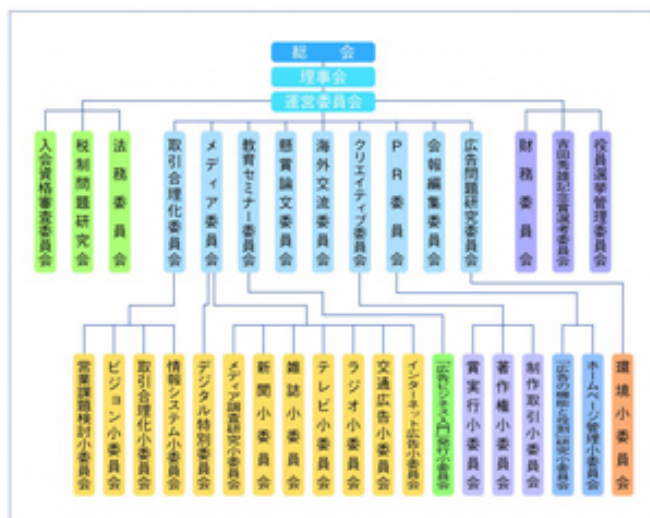 総　会
理事会
運営委員会
入会資格審査委員会
税制問題研究会
法務委員会
取引合理化委員会
メディア委員会
教育セミナー委員会
懸賞論文委員会
海外交流委員会
クリエイティブ委員会
PR委員会
会報編集委員会
広告問題研究委員会
財務委員会
吉田秀雄記念賞選考委員会
役員選挙管理委員会
営業課題検討小委員会
ビジョン小委員会
取引合理化小委員会
情報システム小委員会
デジタル特別委員会
メディア調査研究小委員会
新聞小委員会
雑誌小委員会
テレビ小委員会
ラジオ小委員会
交通広告小委員会
インターネット広告小委員会
「広告ビジネス入門」発行小委員会
賞実行小委員会
著作権小委員会
制作取引小委員会
「広告の機能と役割」研究小委員会
ホームページ管理小委員会
環境小委員会